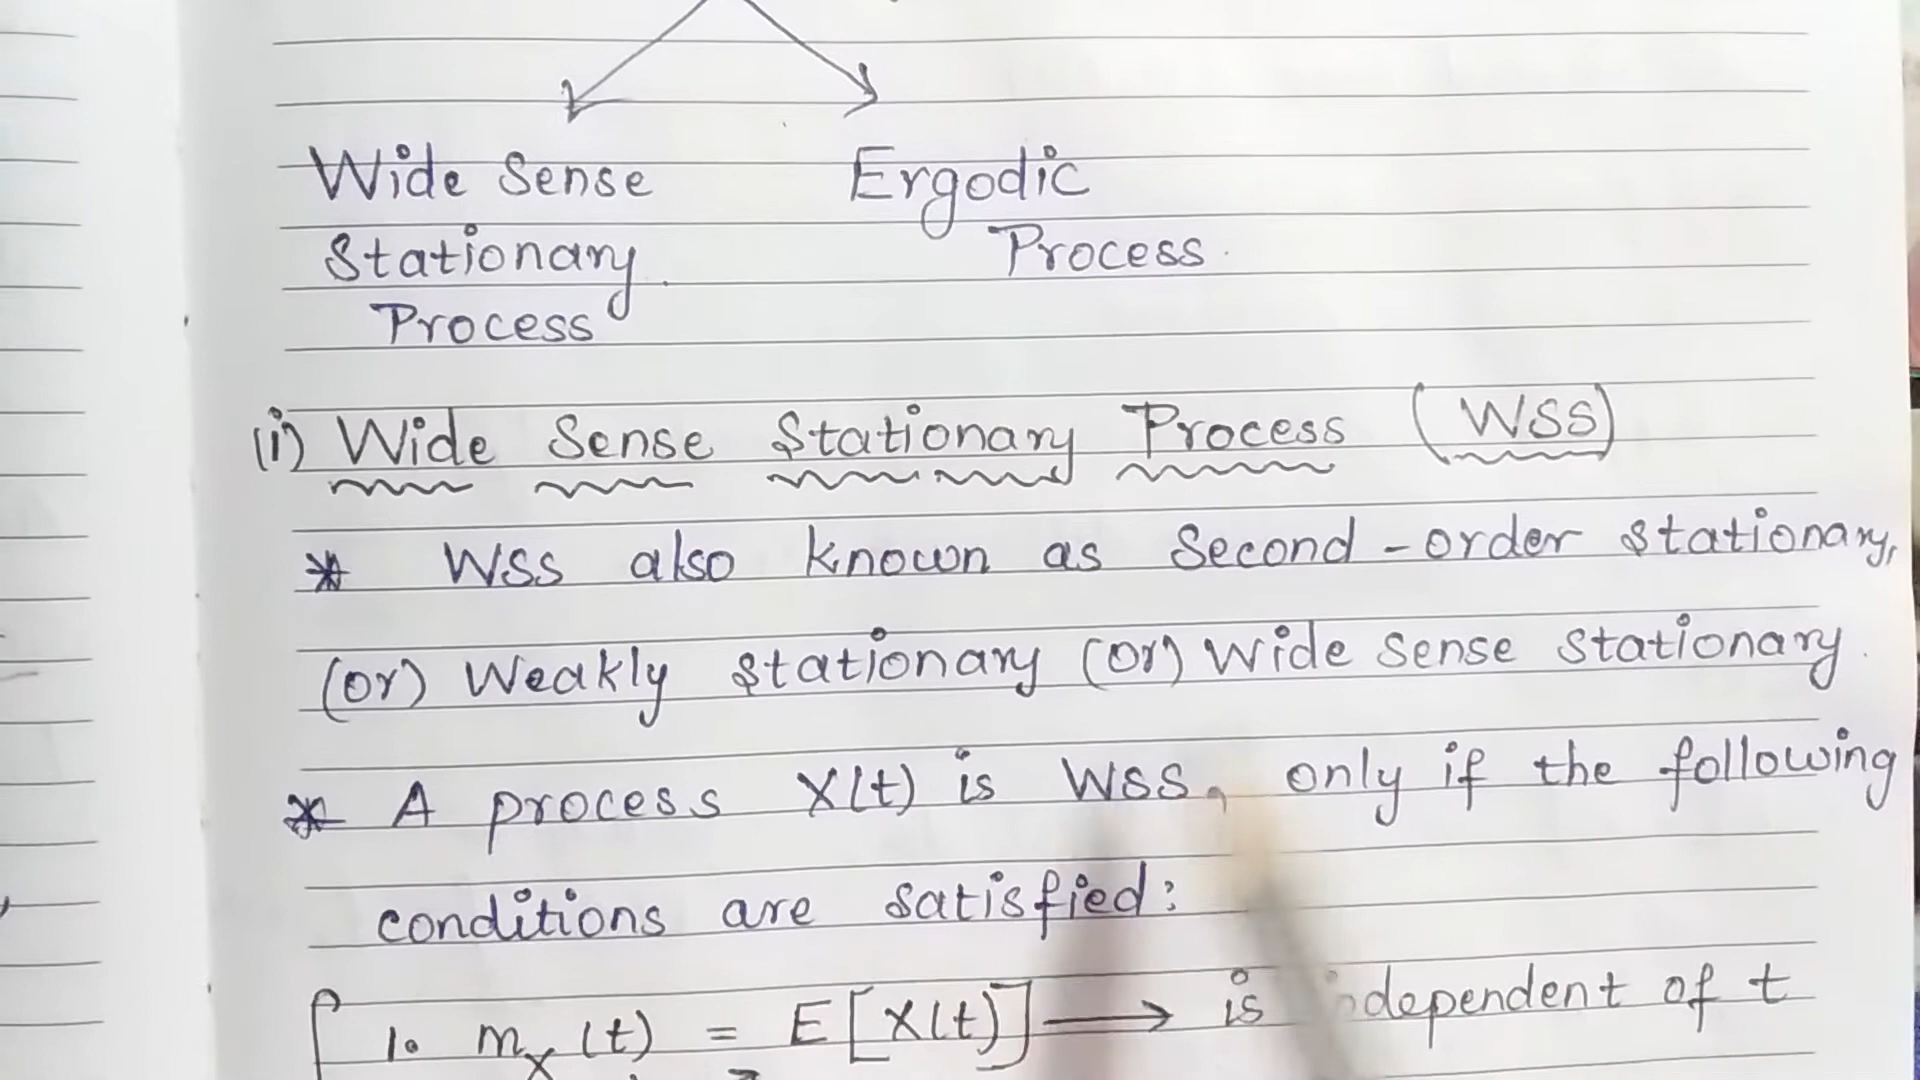 Wide Sense Ergodic
Stationary Process
Process
(i) Wide Sense Stationary Process (WSS)
* WSS also known as Second-order Stationary,
(or) Weakly Stationary (or) Wide Sense Stationary.
* A process X(t) is WSS, only if the following
conditions are satisfied:
1. m_X(t) = E[X(t)] → is independent of t